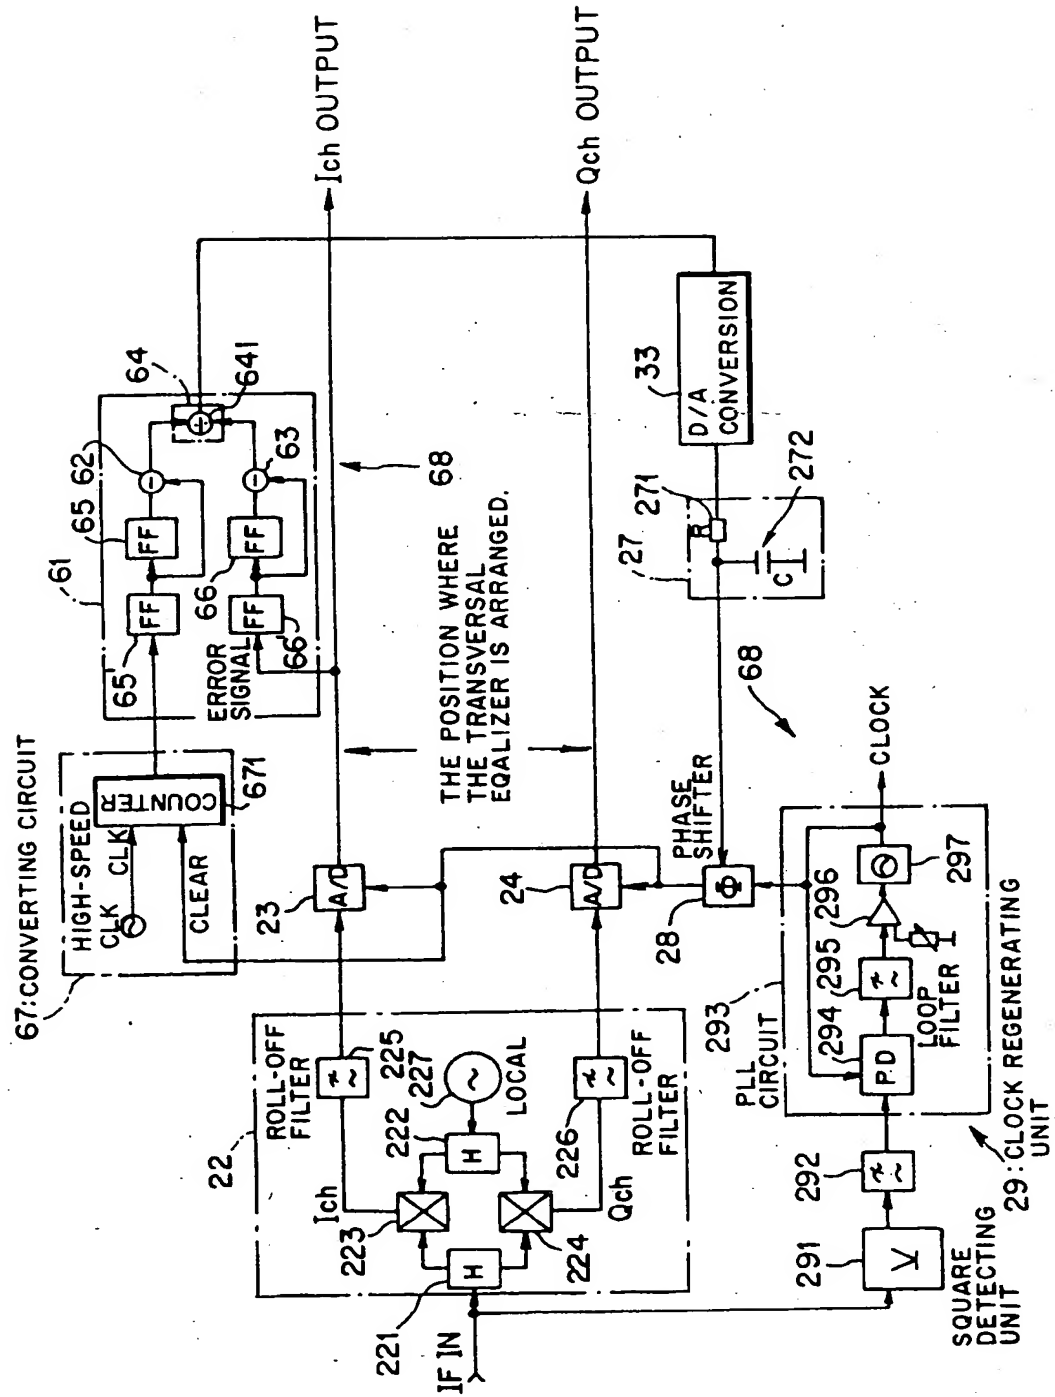 67:CONVERTING CIRCUIT
HIGH-SPEED
CLK
CLK
CLEAR
COUNTER
671
61
65
62
64
65'
FF
FF
641
66
FF
FF
66'
63
ERROR
SIGNAL
Ich OUTPUT
68
23
A/D
THE POSITION WHERE
THE TRANSVERSAL
EQALIZER IS ARRANGED.
24
A/D
Qch OUTPUT
22
ROLL-OFF
FILTER
225
227
Ich
223
222
H
LOCAL
221
H
224
226
Qch
ROLL-OFF
FILTER
IF IN
28
Φ
PHASE
SHIFTER
27
R
271
272
C
33
D/A
CONVERSION
68
SQUARE
DETECTING
UNIT
291
V
292
293
PLL
CIRCUIT
294
PD
295
LOOP
FILTER
296
297
CLOCK
29:CLOCK REGENERATING
UNIT